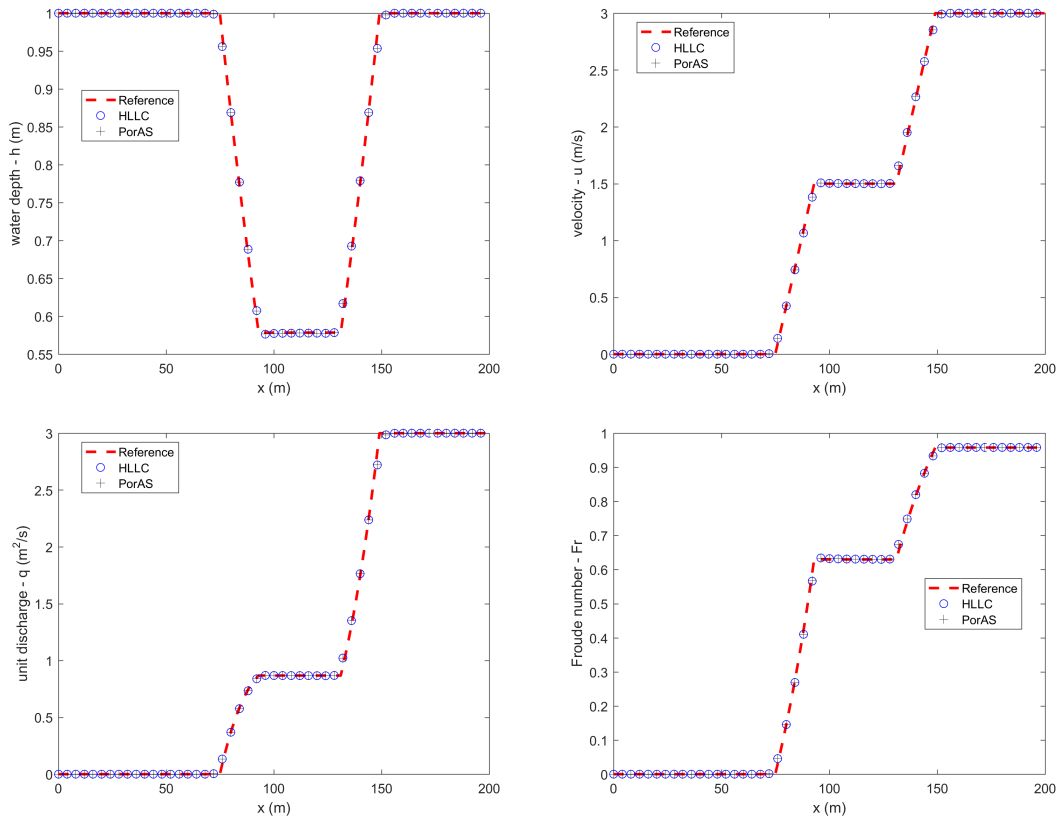 1
0.95
0.9
0.85
0.8
0.75
0.7
0.65
0.6
0.55
0 50 100 150 200
x (m)
water depth - h (m)
Reference
HLLC
PorAS
3
2.5
2
1.5
1
0.5
0
0 50 100 150 200
x (m)
velocity - u (m/s)
Reference
HLLC
PorAS
3
2.5
2
1.5
1
0.5
0
0 50 100 150 200
x (m)
unit discharge - q (m²/s)
Reference
HLLC
PorAS
1
0.9
0.8
0.7
0.6
0.5
0.4
0.3
0.2
0.1
0
0 50 100 150 200
x (m)
Froude number - Fr
Reference
HLLC
PorAS